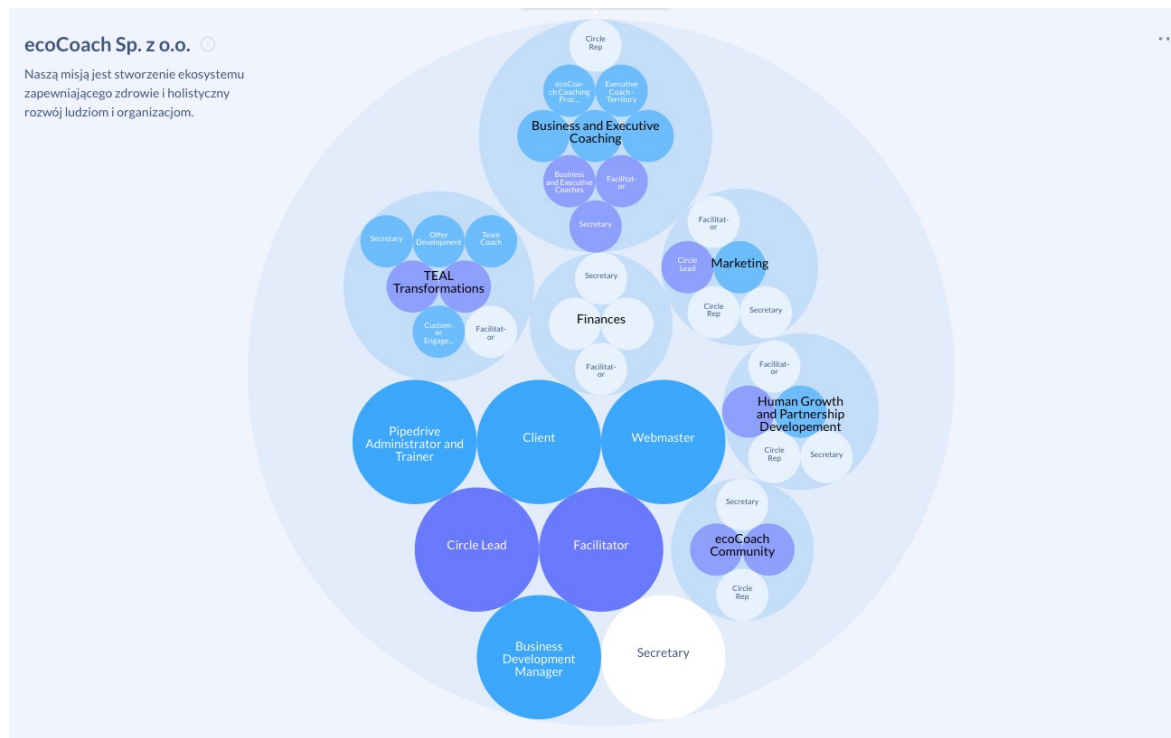 ecoCoach Sp. z o.o.
Naszą misją jest stworzenie ekosystemu
zapewniającego zdrowie i holistyczny
rozwój ludziom i organizacjom.
Circle
Rep
ecoCoa-
ch Coaching
Proc...
Executive
Coach -
Territory
Business and Executive
Coaching
Business
and Executive
Coaches
Facilitat-
or
Secretary
Secretary
Offer
Development
Team
Coach
TEAL
Transformations
Custom-
er
Engage...
Facilitat-
or
Secretary
Finances
Facilitat-
or
Facilitat-
or
Circle
Lead
Marketing
Circle
Rep
Secretary
Facilitat-
or
Human Growth
and Partnership
Developement
Circle
Rep
Secretary
Pipedrive
Administrator and
Trainer
Client
Webmaster
Secretary
ecoCoach
Community
Circle
Rep
Circle Lead
Facilitator
Business
Development
Manager
Secretary